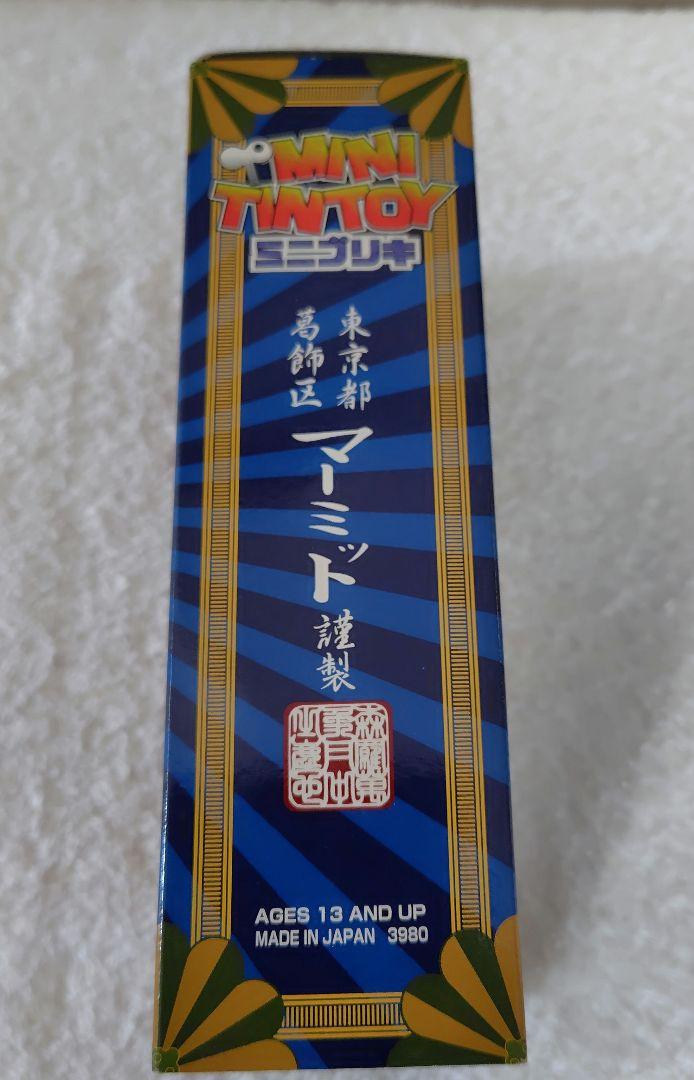 MINI
TINTOY
ミニブリキ
東京都
葛飾区
マーミット
謹製
AGES 13 AND UP
MADE IN JAPAN 3980